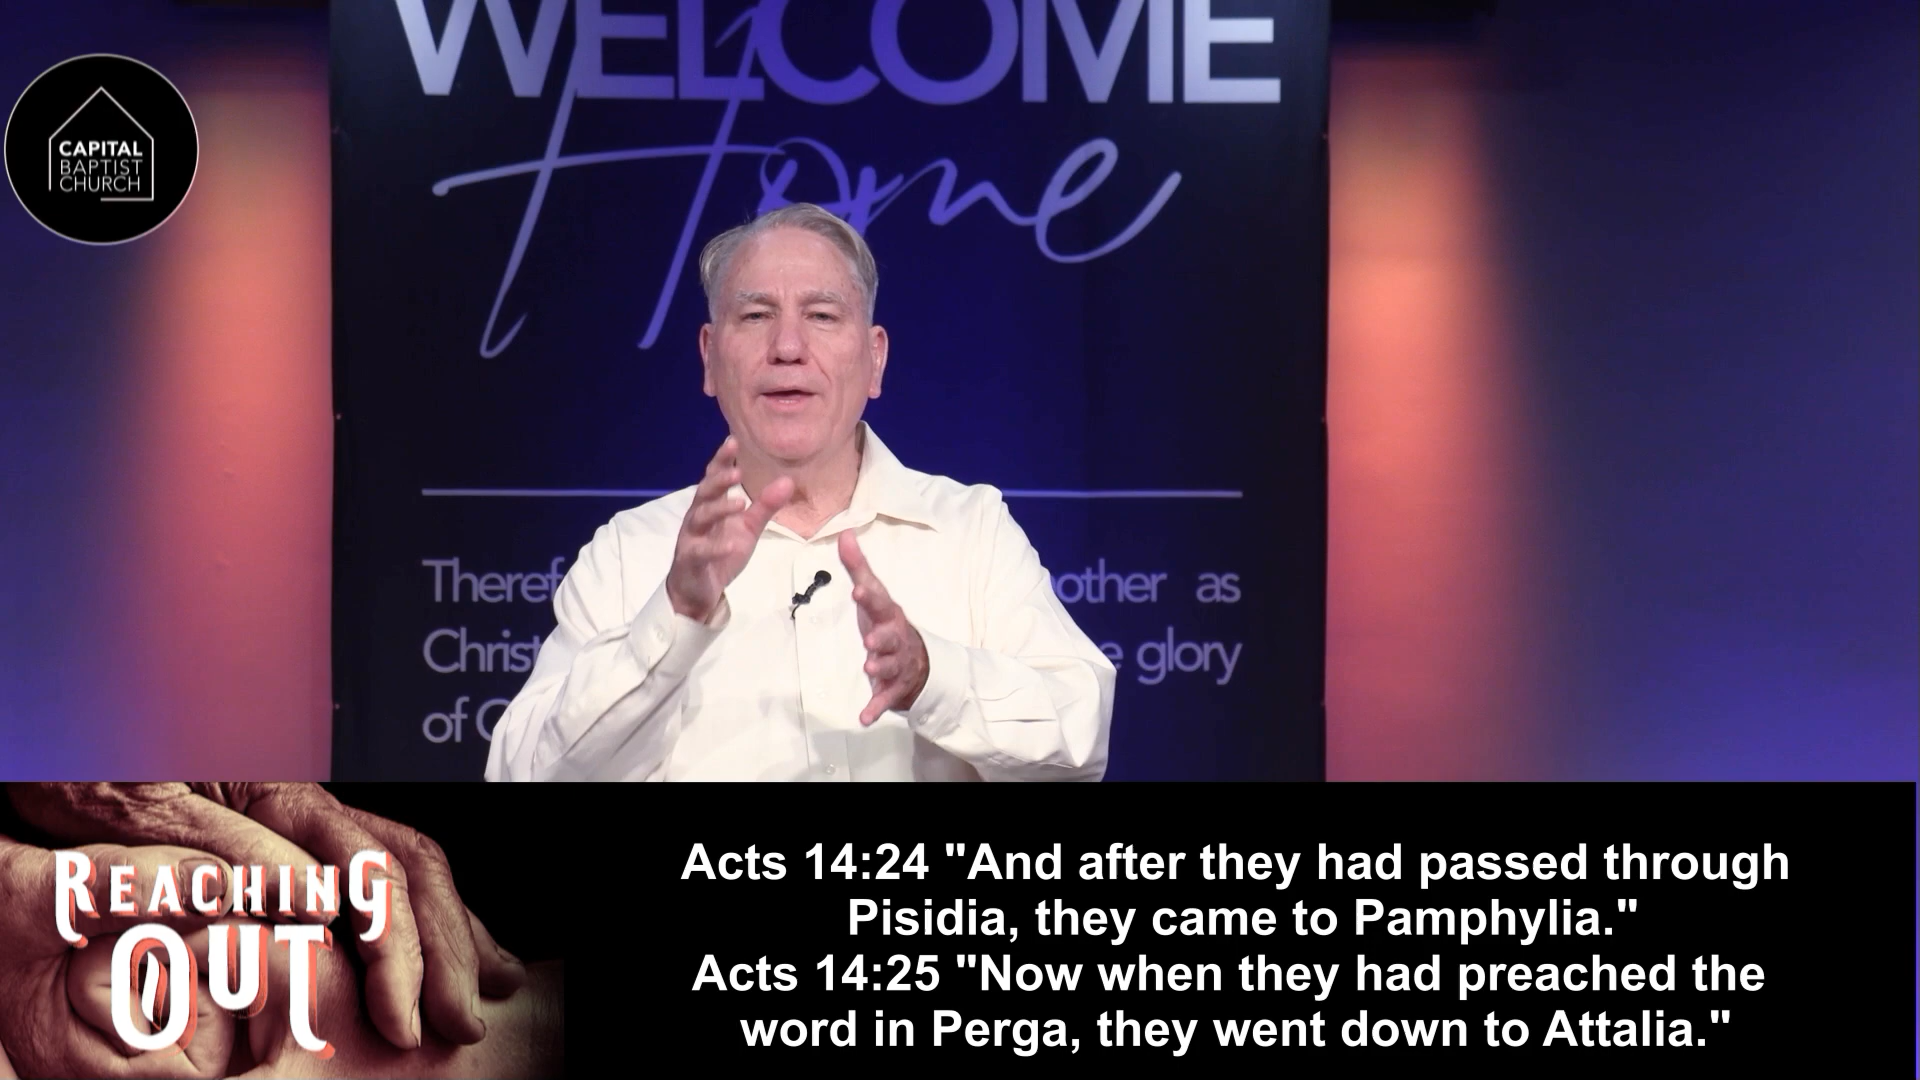 WELCOME
Home
CAPITAL
BAPTIST
CHURCH
other as
Christ
e glory
of
REACHING
OUT
Acts 14:24 "And after they had passed through
Pisidia, they came to Pamphylia."
Acts 14:25 "Now when they had preached the
word in Perga, they went down to Attalia."